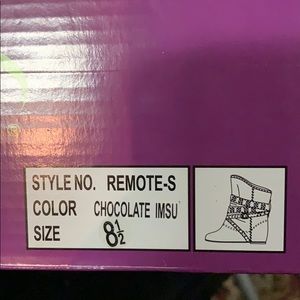 STYLE NO. REMOTE-S
COLOR CHOCOLATE IMSU
SIZE 8½